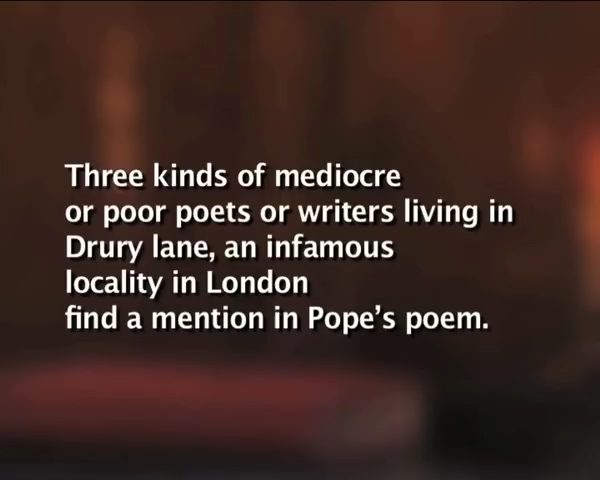 Three kinds of mediocre
or poor poets or writers living in
Drury lane, an infamous
locality in London
find a mention in Pope's poem.